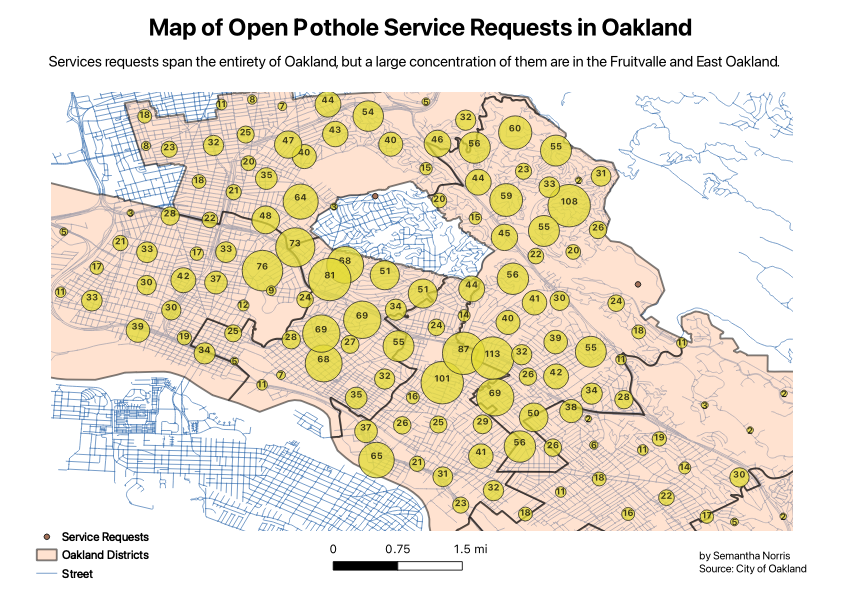 Map of Open Pothole Service Requests in Oakland
Services requests span the entirety of Oakland, but a large concentration of them are in the Fruitvalle and East Oakland.
44
11 8 7 5
54
18 32
60
25 43
47 46
32 40 56
8 23 40 55
20
15 23 31
35 44 33 2
18
21 59
64 20 108
3
3 28 22 48 15
26
5 45 55
21 73
33 17 33 22 20
68
17 76 51
81 56
30 42 37
11 9 51 44
33 24 41 30 24
12 34
30 14
69 40
39 24 18
25 69
19 28 27 39
34 55 87 11
113 32 55
5 68
7 26 42 11
11 32 101
2
35 16 69 34 28
3
38
50 2
37 26 25 29 2
56 19
26 6
65 41 11
21 14
31 18 30
32 11 22
23
18 16 17 5 2
Service Requests
Oakland Districts
Street
0 0.75 1.5 mi
by Semantha Norris
Source: City of Oakland